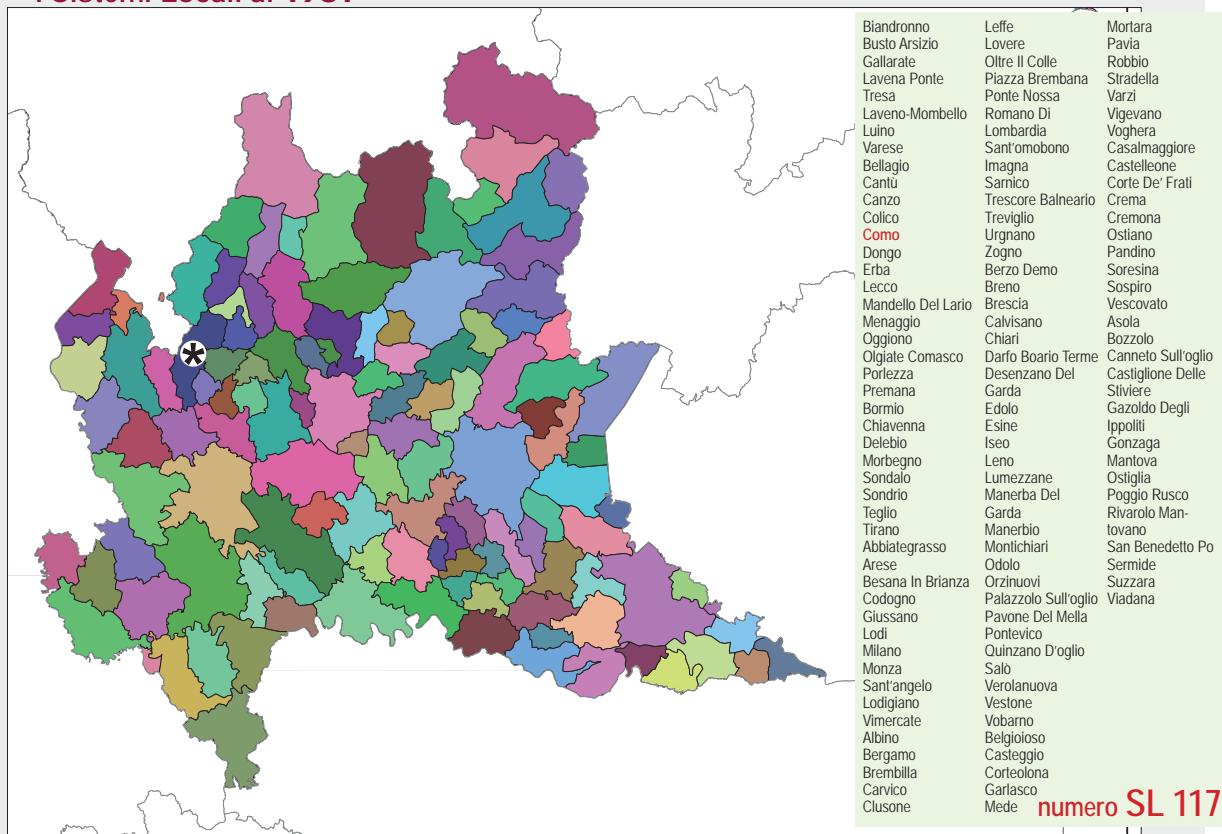 Biandronno
Busto Arsizio
Gallarate
Lavena Ponte
Tresa
Laveno-Mombello
Luino
Varese
Bellagio
Cantù
Canzo
Colico
Como
Dongo
Erba
Lecco
Mandello Del Lario
Menaggio
Oggiono
Olgiate Comasco
Porlezza
Premana
Bormio
Chiavenna
Delebio
Morbegno
Sondalo
Sondrio
Teglio
Tirano
Abbiategrasso
Arese
Besana In Brianza
Codogno
Giussano
Lodi
Milano
Monza
Sant'angelo
Lodigiano
Vimercate
Albino
Bergamo
Brembilla
Carvico
Clusone
Leffe
Lovere
Oltre Il Colle
Piazza Brembana
Ponte Nossa
Romano Di
Lombardia
Sant'omobono
Imagna
Sarnico
Trescore Balneario
Treviglio
Urgnano
Zogno
Berzo Demo
Breno
Brescia
Calvisano
Chiari
Darfo Boario Terme
Desenzano Del
Garda
Edolo
Esine
Iseo
Leno
Lumezzane
Manerba Del
Garda
Manerbio
Montichiari
Odolo
Orzinuovi
Palazzolo Sull'oglio
Pavone Del Mella
Pontevico
Quinzano D'oglio
Salò
Verolanuova
Vestone
Vobarno
Belgioioso
Casteggio
Corteolona
Garlasco
Mede
Mortara
Pavia
Robbio
Stradella
Varzi
Vigevano
Voghera
Casalmaggiore
Castelleone
Corte De' Frati
Crema
Cremona
Ostiano
Pandino
Soresina
Sospiro
Vescovato
Asola
Bozzolo
Canneto Sull'oglio
Castiglione Delle
Stiviere
Gazoldo Degli
Ippoliti
Gonzaga
Mantova
Ostiglia
Poggio Rusco
Rivarolo Man-
tovano
San Benedetto Po
Sermide
Suzzara
Viadana
numero SL 117